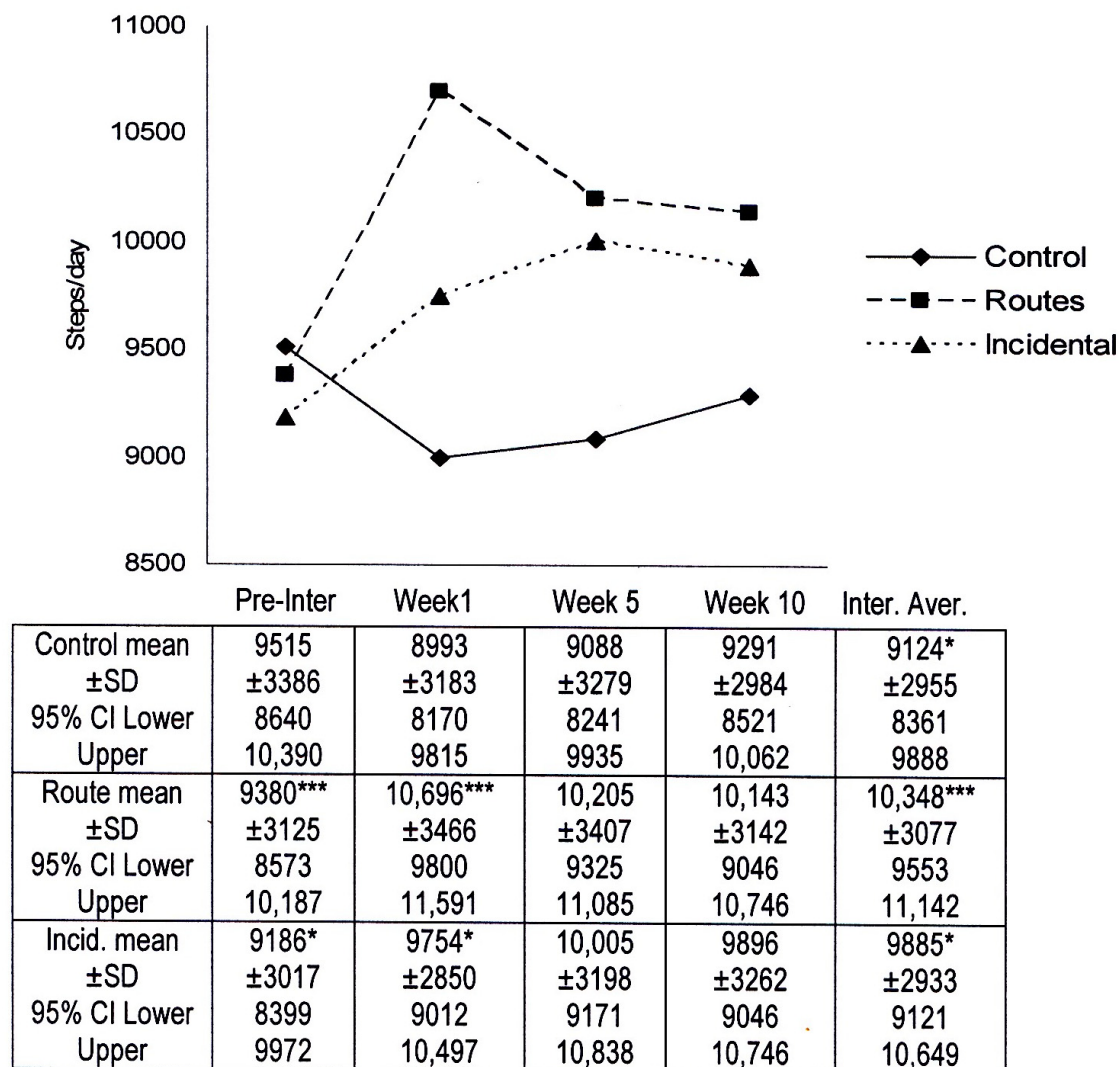 11000
10500
10000
9500
9000
8500
Steps/day
Control
Routes
Incidental
Pre-Inter Week1 Week 5 Week 10 Inter. Aver.
Control mean 9515 8993 9088 9291 9124*
±SD ±3386 ±3183 ±3279 ±2984 ±2955
95% CI Lower 8640 8170 8241 8521 8361
Upper 10,390 9815 9935 10,062 9888
Route mean 9380*** 10,696*** 10,205 10,143 10,348***
±SD ±3125 ±3466 ±3407 ±3142 ±3077
95% CI Lower 8573 9800 9325 9046 9553
Upper 10,187 11,591 11,085 10,746 11,142
Incid. mean 9186* 9754* 10,005 9896 9885*
±SD ±3017 ±2850 ±3198 ±3262 ±2933
95% CI Lower 8399 9012 9171 9046 9121
Upper 9972 10,497 10,838 10,746 10,649